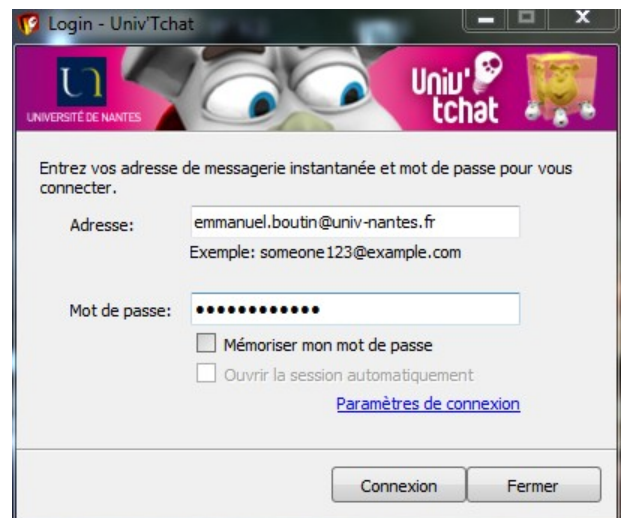 Login - Univ'Tchat
UNIVERSITÉ DE NANTES
Univ'
tchat
Entrez vos adresse de messagerie instantanée et mot de passe pour vous
connecter.
Adresse: emmanuel.boutin@univ-nantes.fr
Exemple: someone123@example.com
Mot de passe: ••••••••••••
Mémoriser mon mot de passe
Ouvrir la session automatiquement
Paramètres de connexion
Connexion Fermer